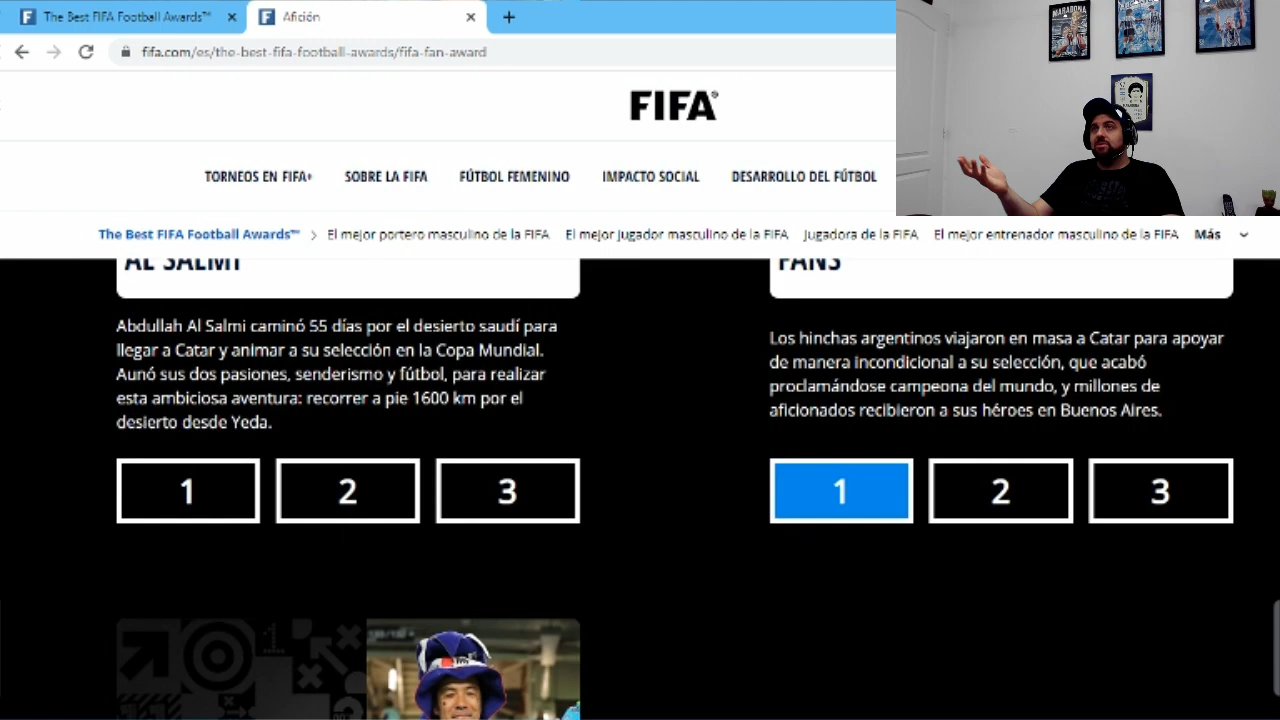 The Best FIFA Football Awards™
Afición
fifa.com/es/the-best-fifa-football-awards/fifa-fan-award
FIFA®
TORNEOS EN FIFA+
SOBRE LA FIFA
FÚTBOL FEMENINO
IMPACTO SOCIAL
DESARROLLO DEL FÚTBOL
The Best FIFA Football Awards™
El mejor portero masculino de la FIFA
El mejor jugador masculino de la FIFA
Jugadora de la FIFA
El mejor entrenador masculino de la FIFA
Más
AL SALMI
Abdullah Al Salmi caminó 55 días por el desierto saudí para
llegar a Catar y animar a su selección en la Copa Mundial.
Aunó sus dos pasiones, senderismo y fútbol, para realizar
esta ambiciosa aventura: recorrer a pie 1600 km por el
desierto desde Yeda.
1
2
3
FANS
Los hinchas argentinos viajaron en masa a Catar para apoyar
de manera incondicional a su selección, que acabó
proclamándose campeona del mundo, y millones de
aficionados recibieron a sus héroes en Buenos Aires.
1
2
3
MARADONA